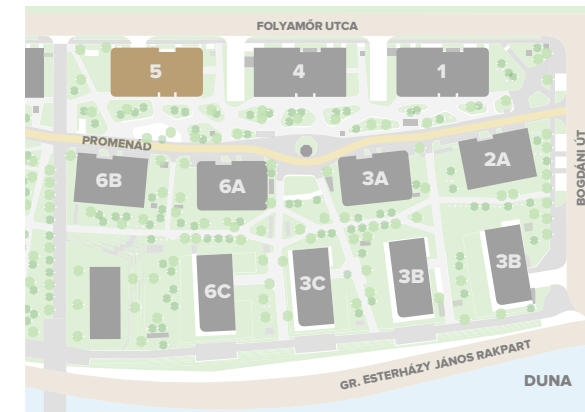 FOLYAMŐR UTCA
5
4
1
PROMENÁD
BOGDÁNI ÚT
6B
6A
3A
2A
6C
3C
3B
3B
GR. ESTERHÁZY JÁNOS RAKPART
DUNA